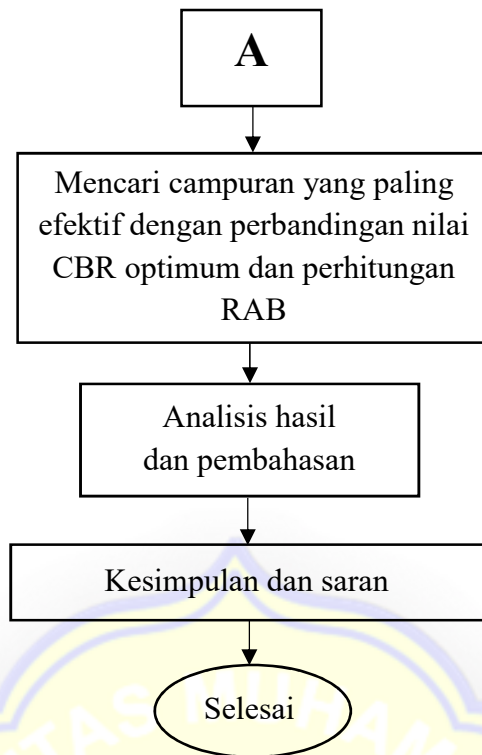 A
Mencari campuran yang paling
efektif dengan perbandingan nilai
CBR optimum dan perhitungan
RAB
Analisis hasil
dan pembahasan
Kesimpulan dan saran
Selesai